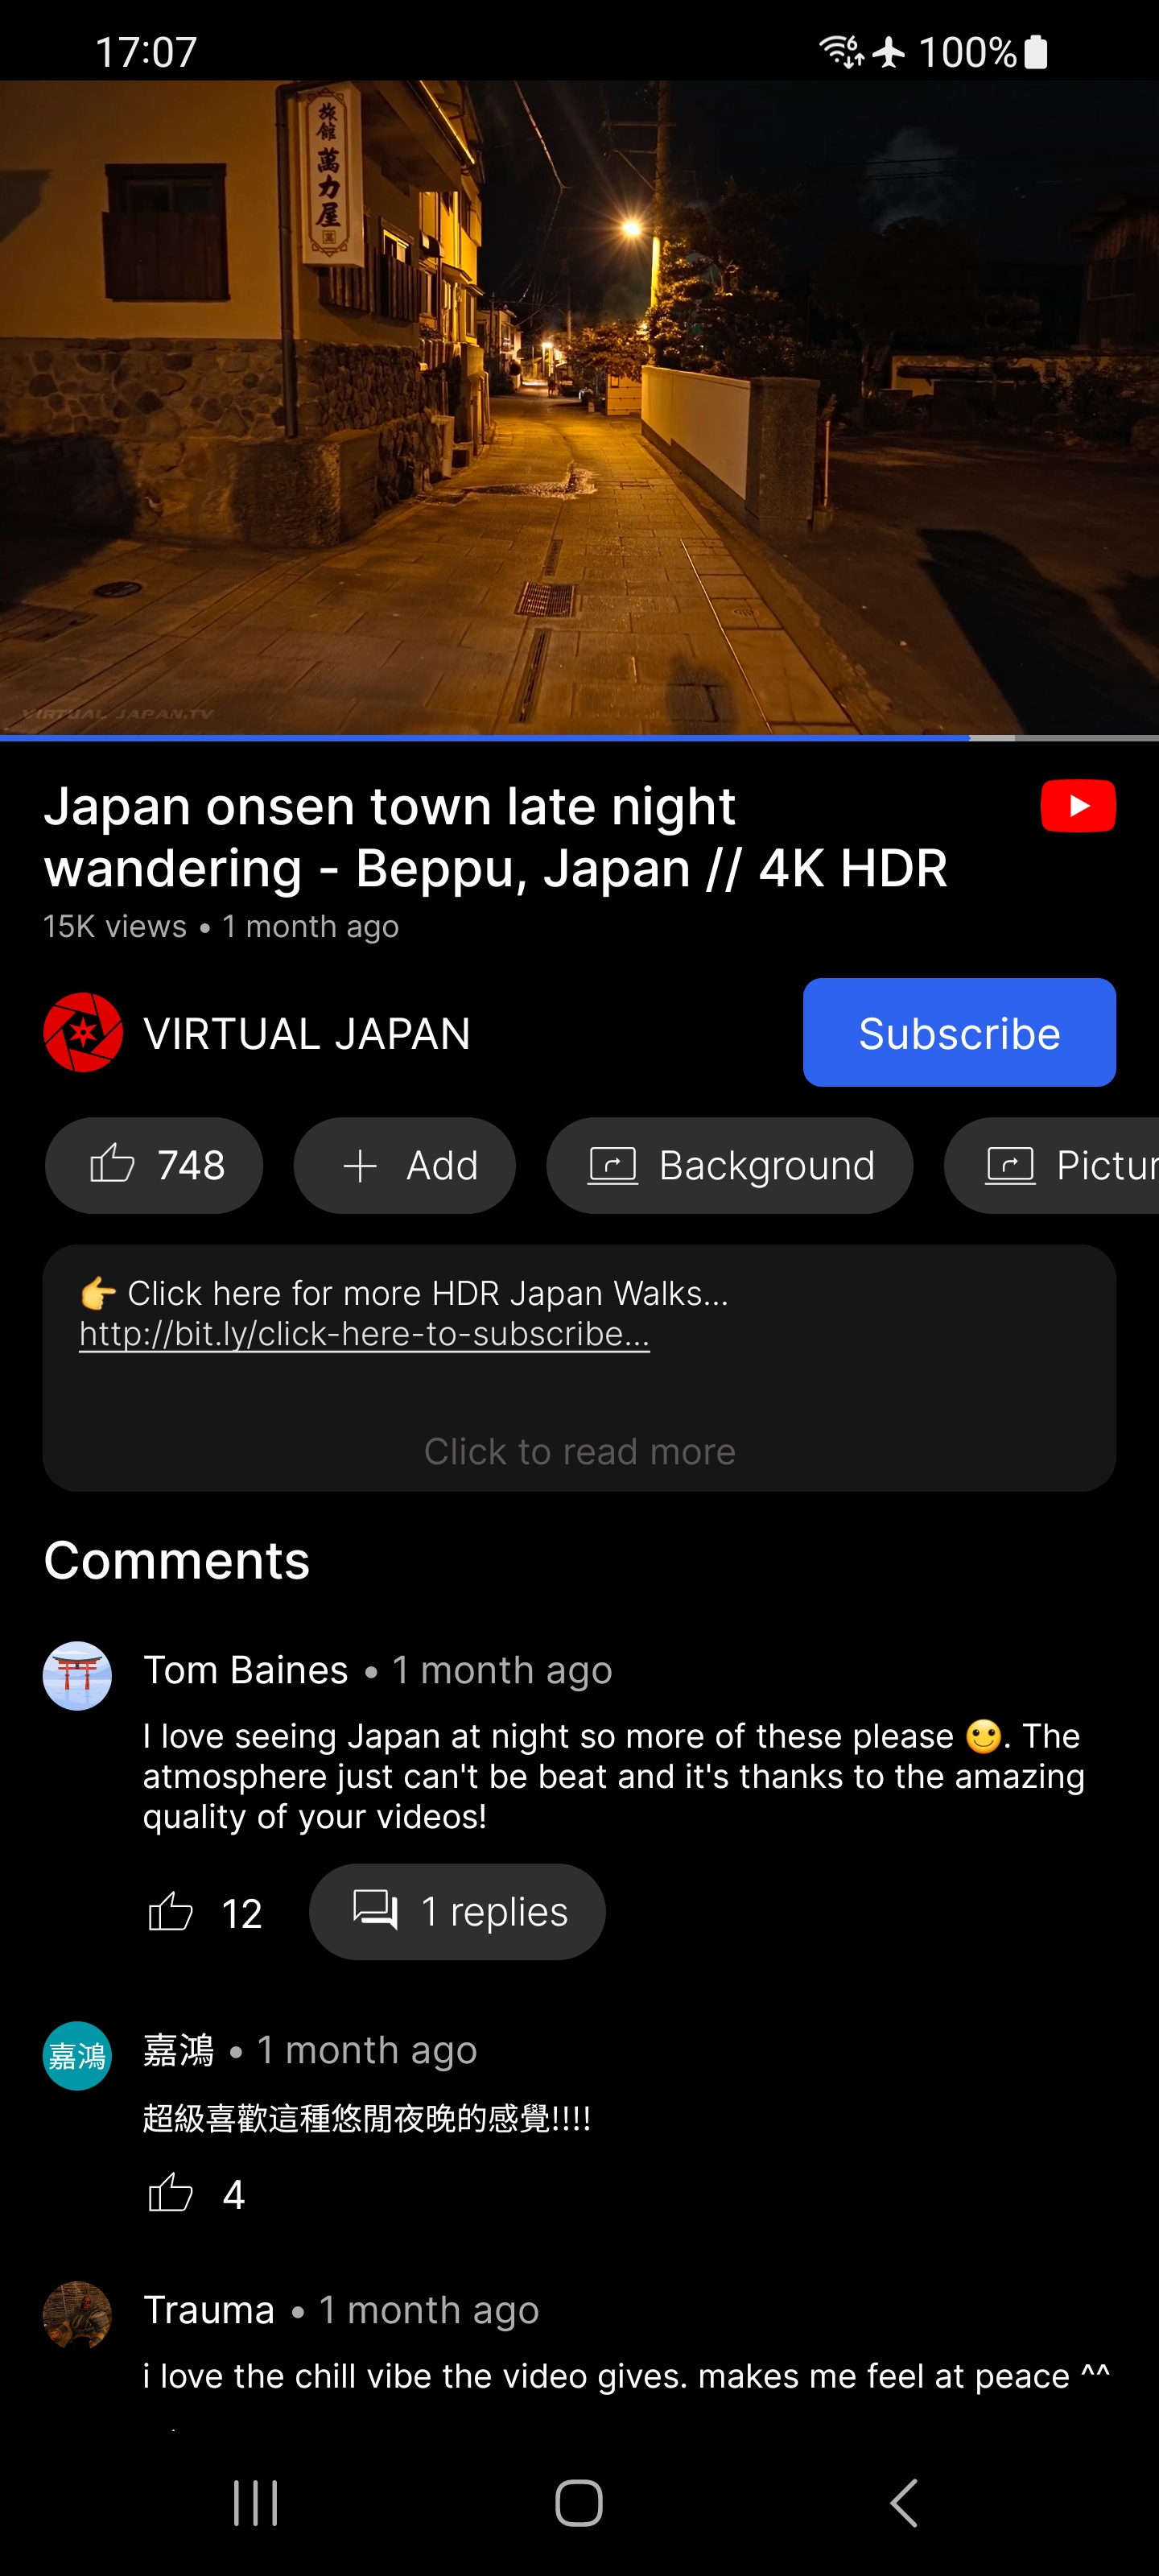 17:07
6
100%
旅館
萬力屋
VIRTUAL JAPAN.TV
Japan onsen town late night
wandering - Beppu, Japan // 4K HDR
15K views • 1 month ago
VIRTUAL JAPAN
Subscribe
748
Add
Background
Pictur
👉 Click here for more HDR Japan Walks...
http://bit.ly/click-here-to-subscribe...
Click to read more
Comments
Tom Baines • 1 month ago
I love seeing Japan at night so more of these please 🙂. The
atmosphere just can't be beat and it's thanks to the amazing
quality of your videos!
12
1 replies
嘉鴻
嘉鴻 • 1 month ago
超級喜歡這種悠閒夜晚的感覺!!!!
4
Trauma • 1 month ago
i love the chill vibe the video gives. makes me feel at peace ^^